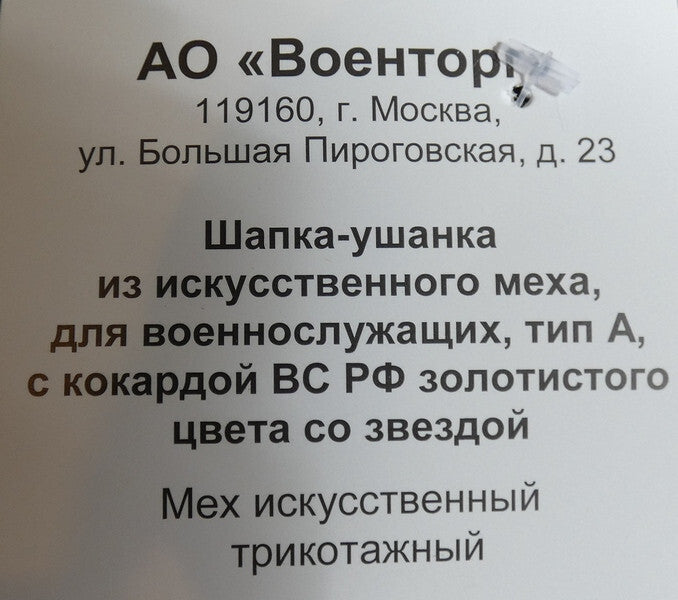 АО «Военторг
119160, г. Москва,
ул. Большая Пироговская, д. 23
Шапка-ушанка
из искусственного меха,
для военнослужащих, тип А,
с кокардой ВС РФ золотистого
цвета со звездой
Мех искусственный
трикотажный